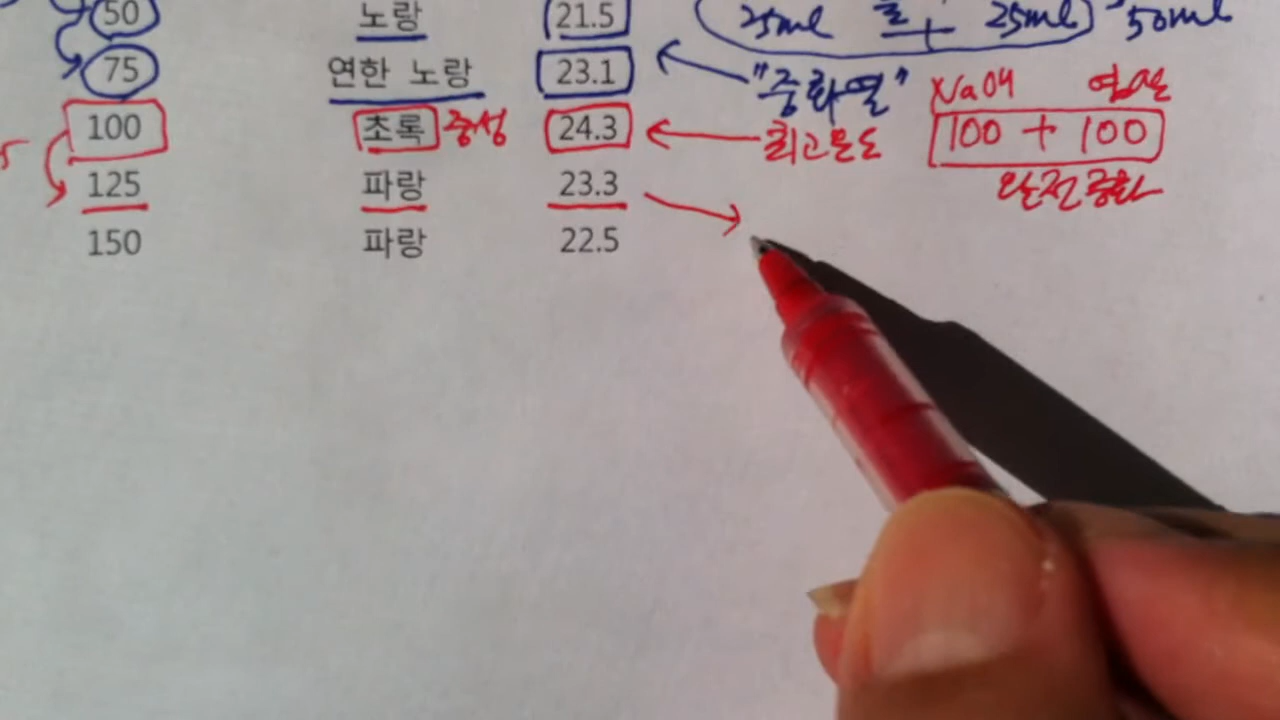 50 노랑 21.5 25ml 물 + 25ml 50ml
75 연한 노랑 23.1 "중화열" NaOH 염산
100 초록 중성 24.3 최고온도 100 + 100
125 파랑 23.3 완전중화
150 파랑 22.5